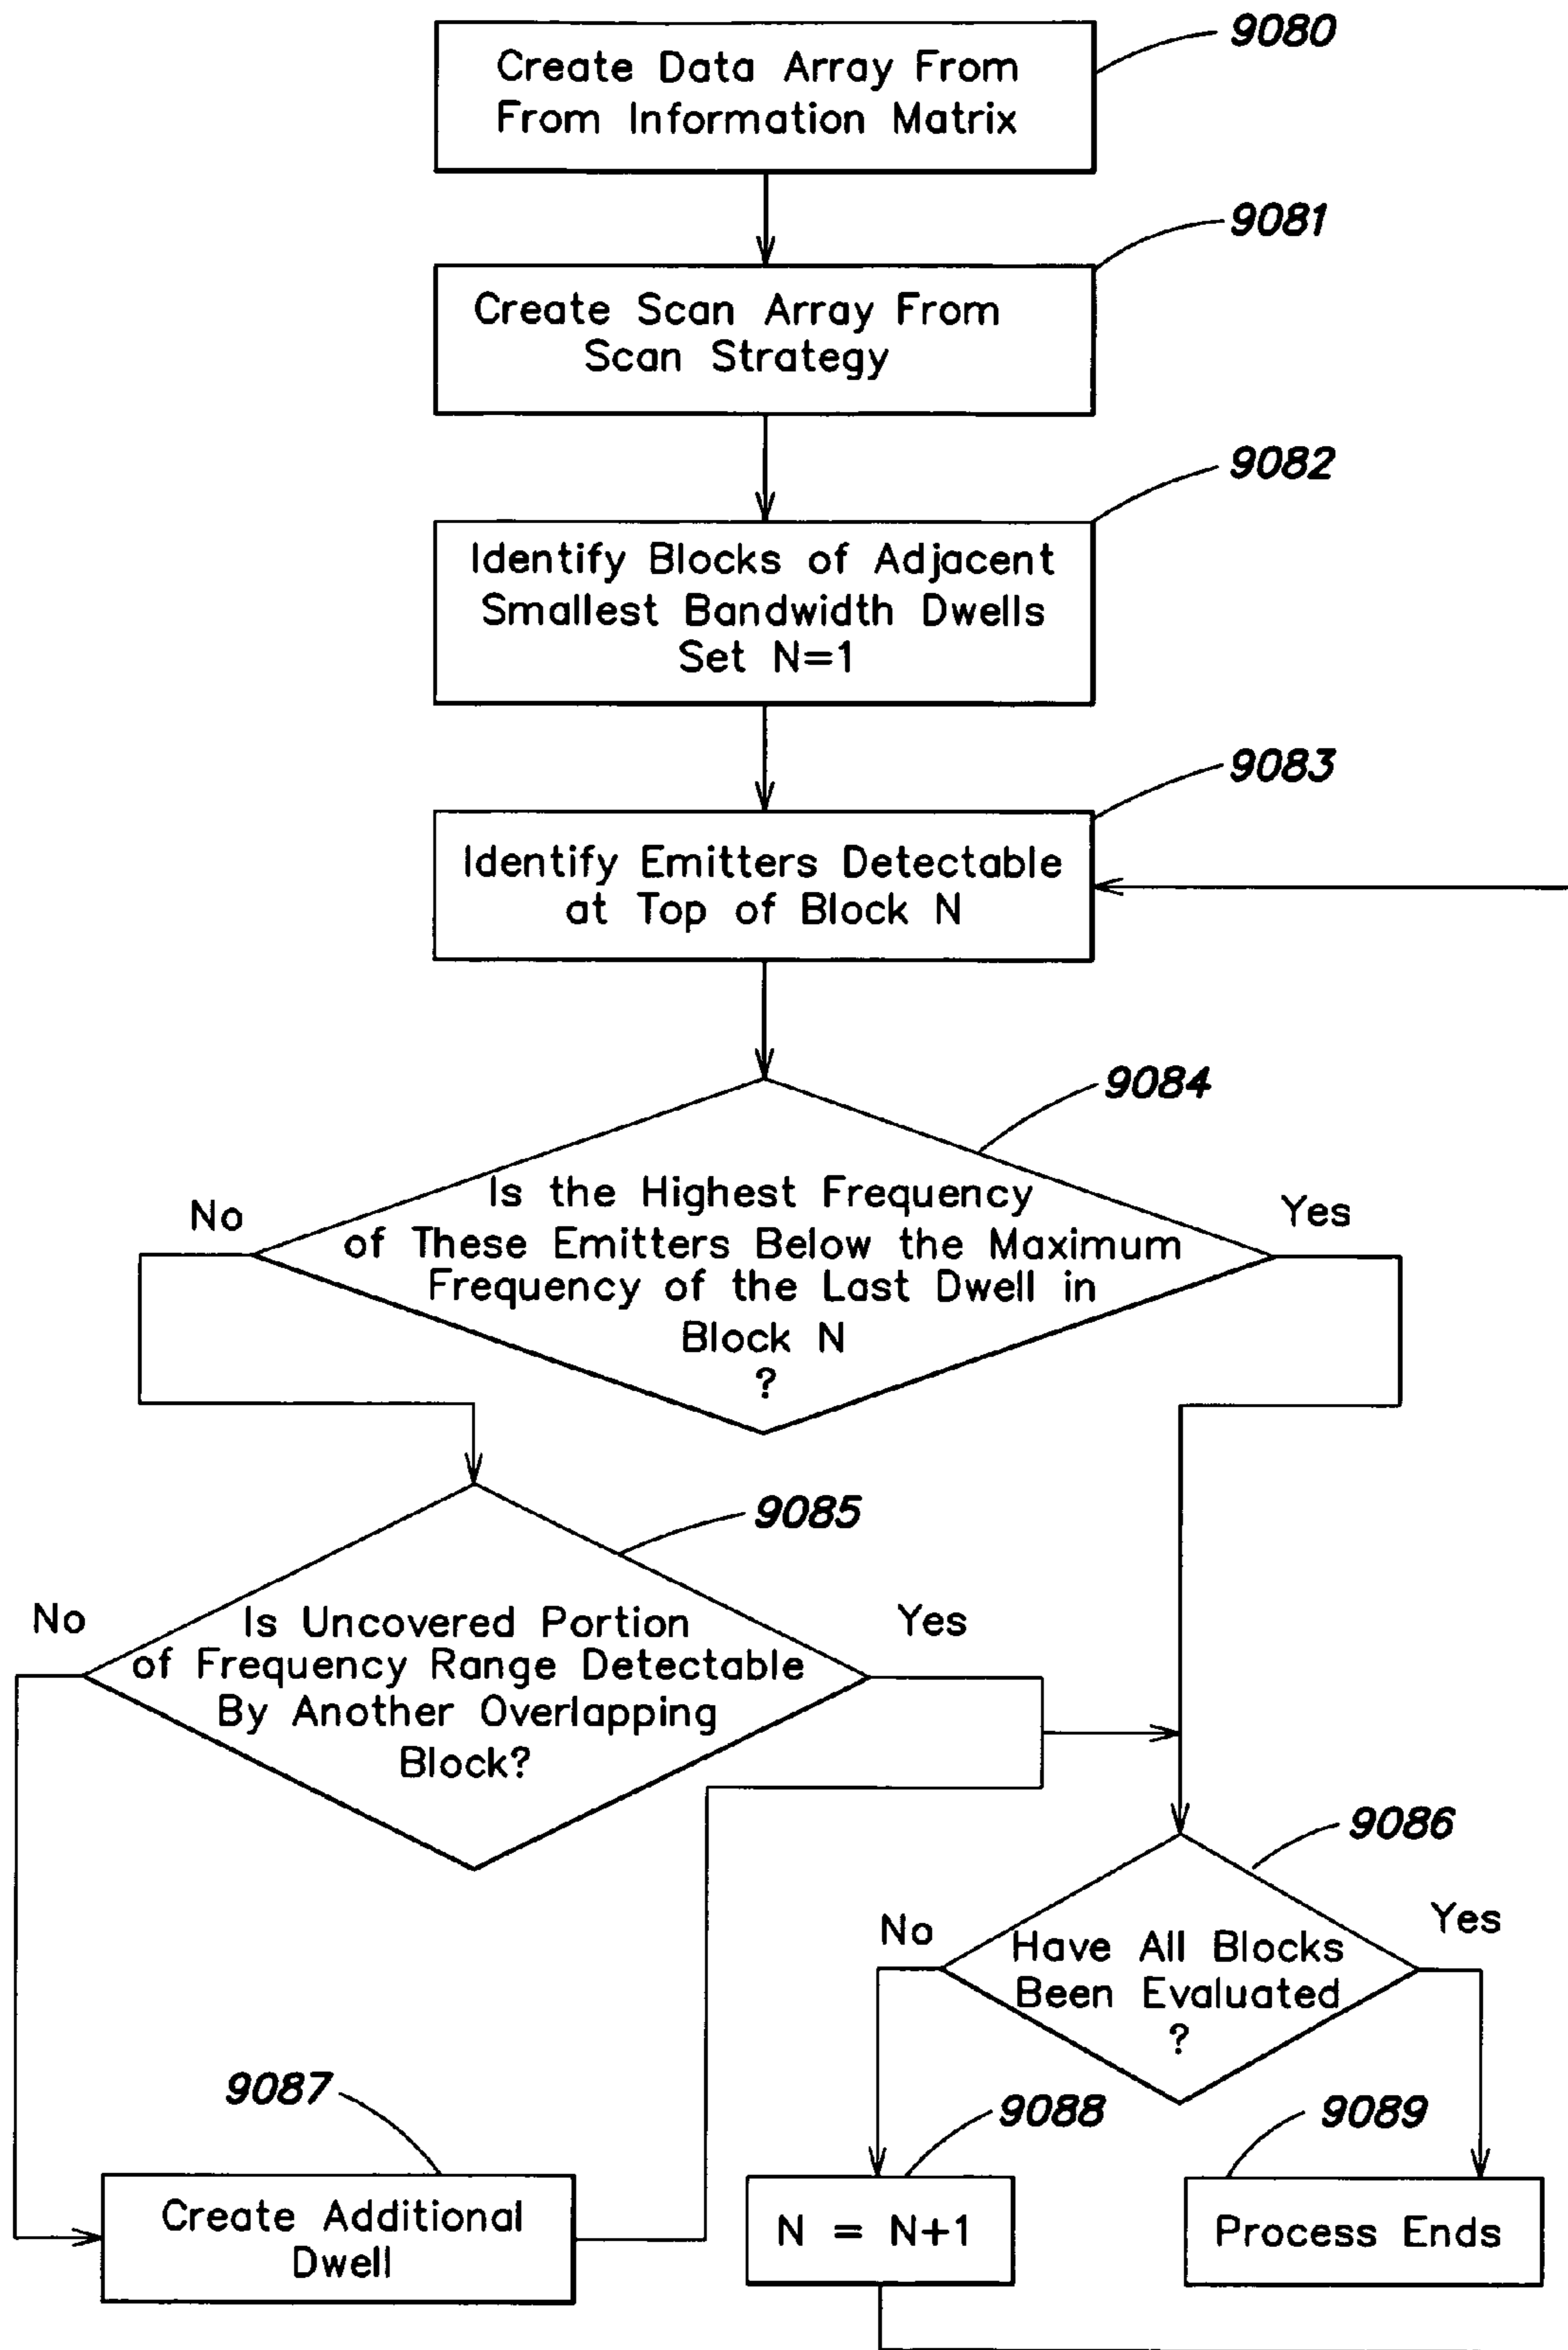 9080
Create Data Array From
From Information Matrix
9081
Create Scan Array From
Scan Strategy
9082
Identify Blocks of Adjacent
Smallest Bandwidth Dwells
Set N=1
9083
Identify Emitters Detectable
at Top of Block N
9084
No
Is the Highest Frequency
of These Emitters Below the Maximum
Frequency of the Last Dwell in
Block N
?
Yes
9085
No
Is Uncovered Portion
of Frequency Range Detectable
By Another Overlapping
Block?
Yes
9086
No
Have All Blocks
Been Evaluated
?
Yes
9087
Create Additional
Dwell
9088
N = N+1
9089
Process Ends